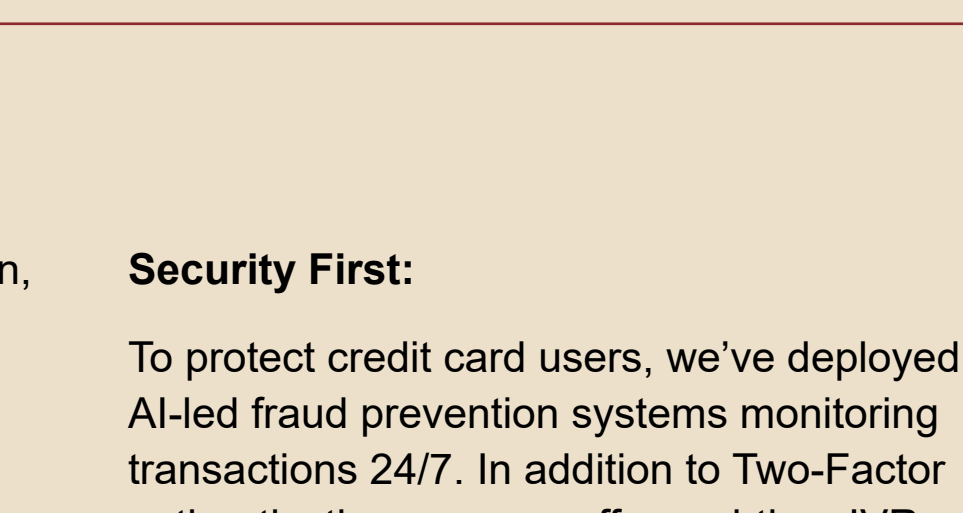 n,
Security First:
To protect credit card users, we’ve deployed
AI-led fraud prevention systems monitoring
transactions 24/7. In addition to Two-Factor